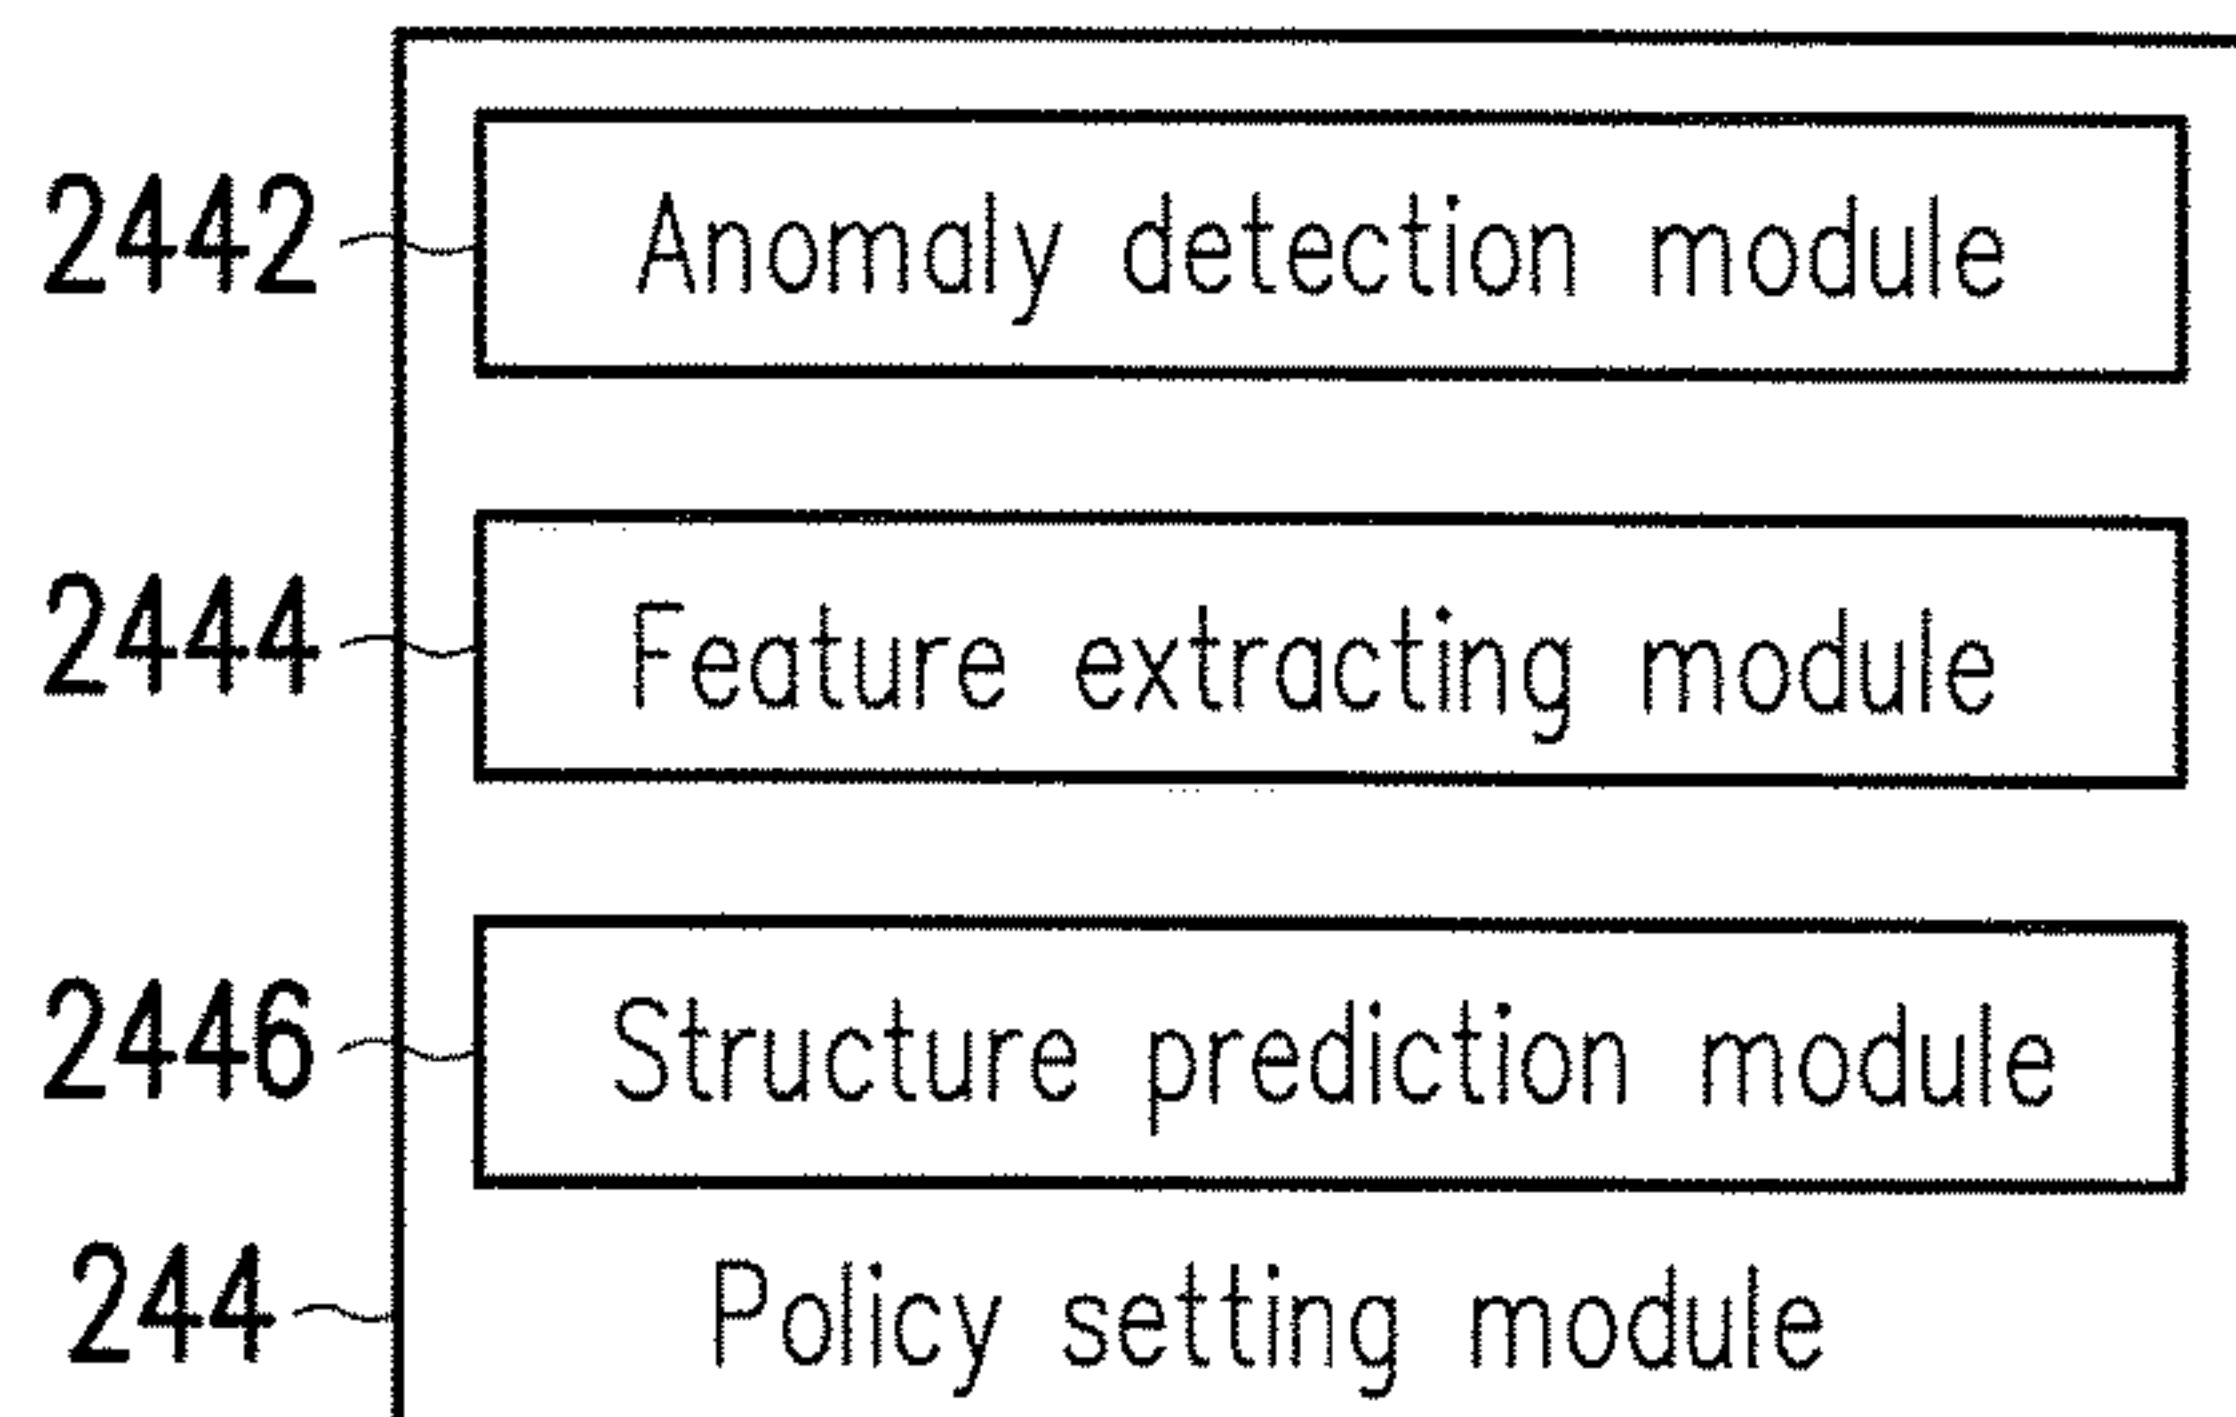 2442 Anomaly detection module
2444 Feature extracting module
2446 Structure prediction module
244 Policy setting module